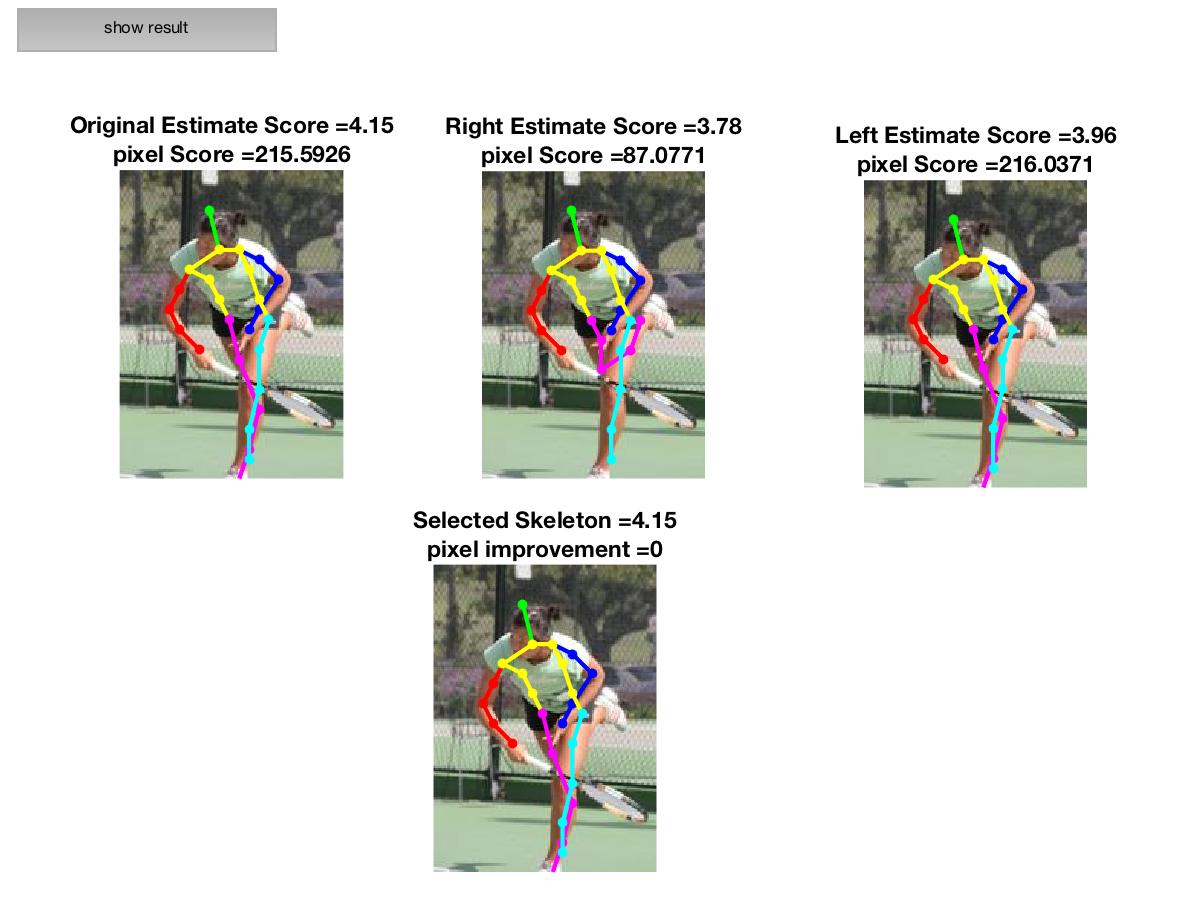 show result
Original Estimate Score =4.15
pixel Score =215.5926
Right Estimate Score =3.78
pixel Score =87.0771
Left Estimate Score =3.96
pixel Score =216.0371
Selected Skeleton =4.15
pixel improvement =0